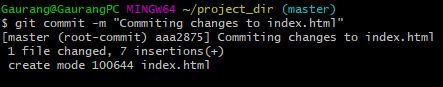 Gaurang@GaurangPC MINGW64 ~/project_dir (master)
$ git commit -m "Commiting changes to index.html"
[master (root-commit) aaa2875] Commiting changes to index.html
 1 file changed, 7 insertions(+)
 create mode 100644 index.html